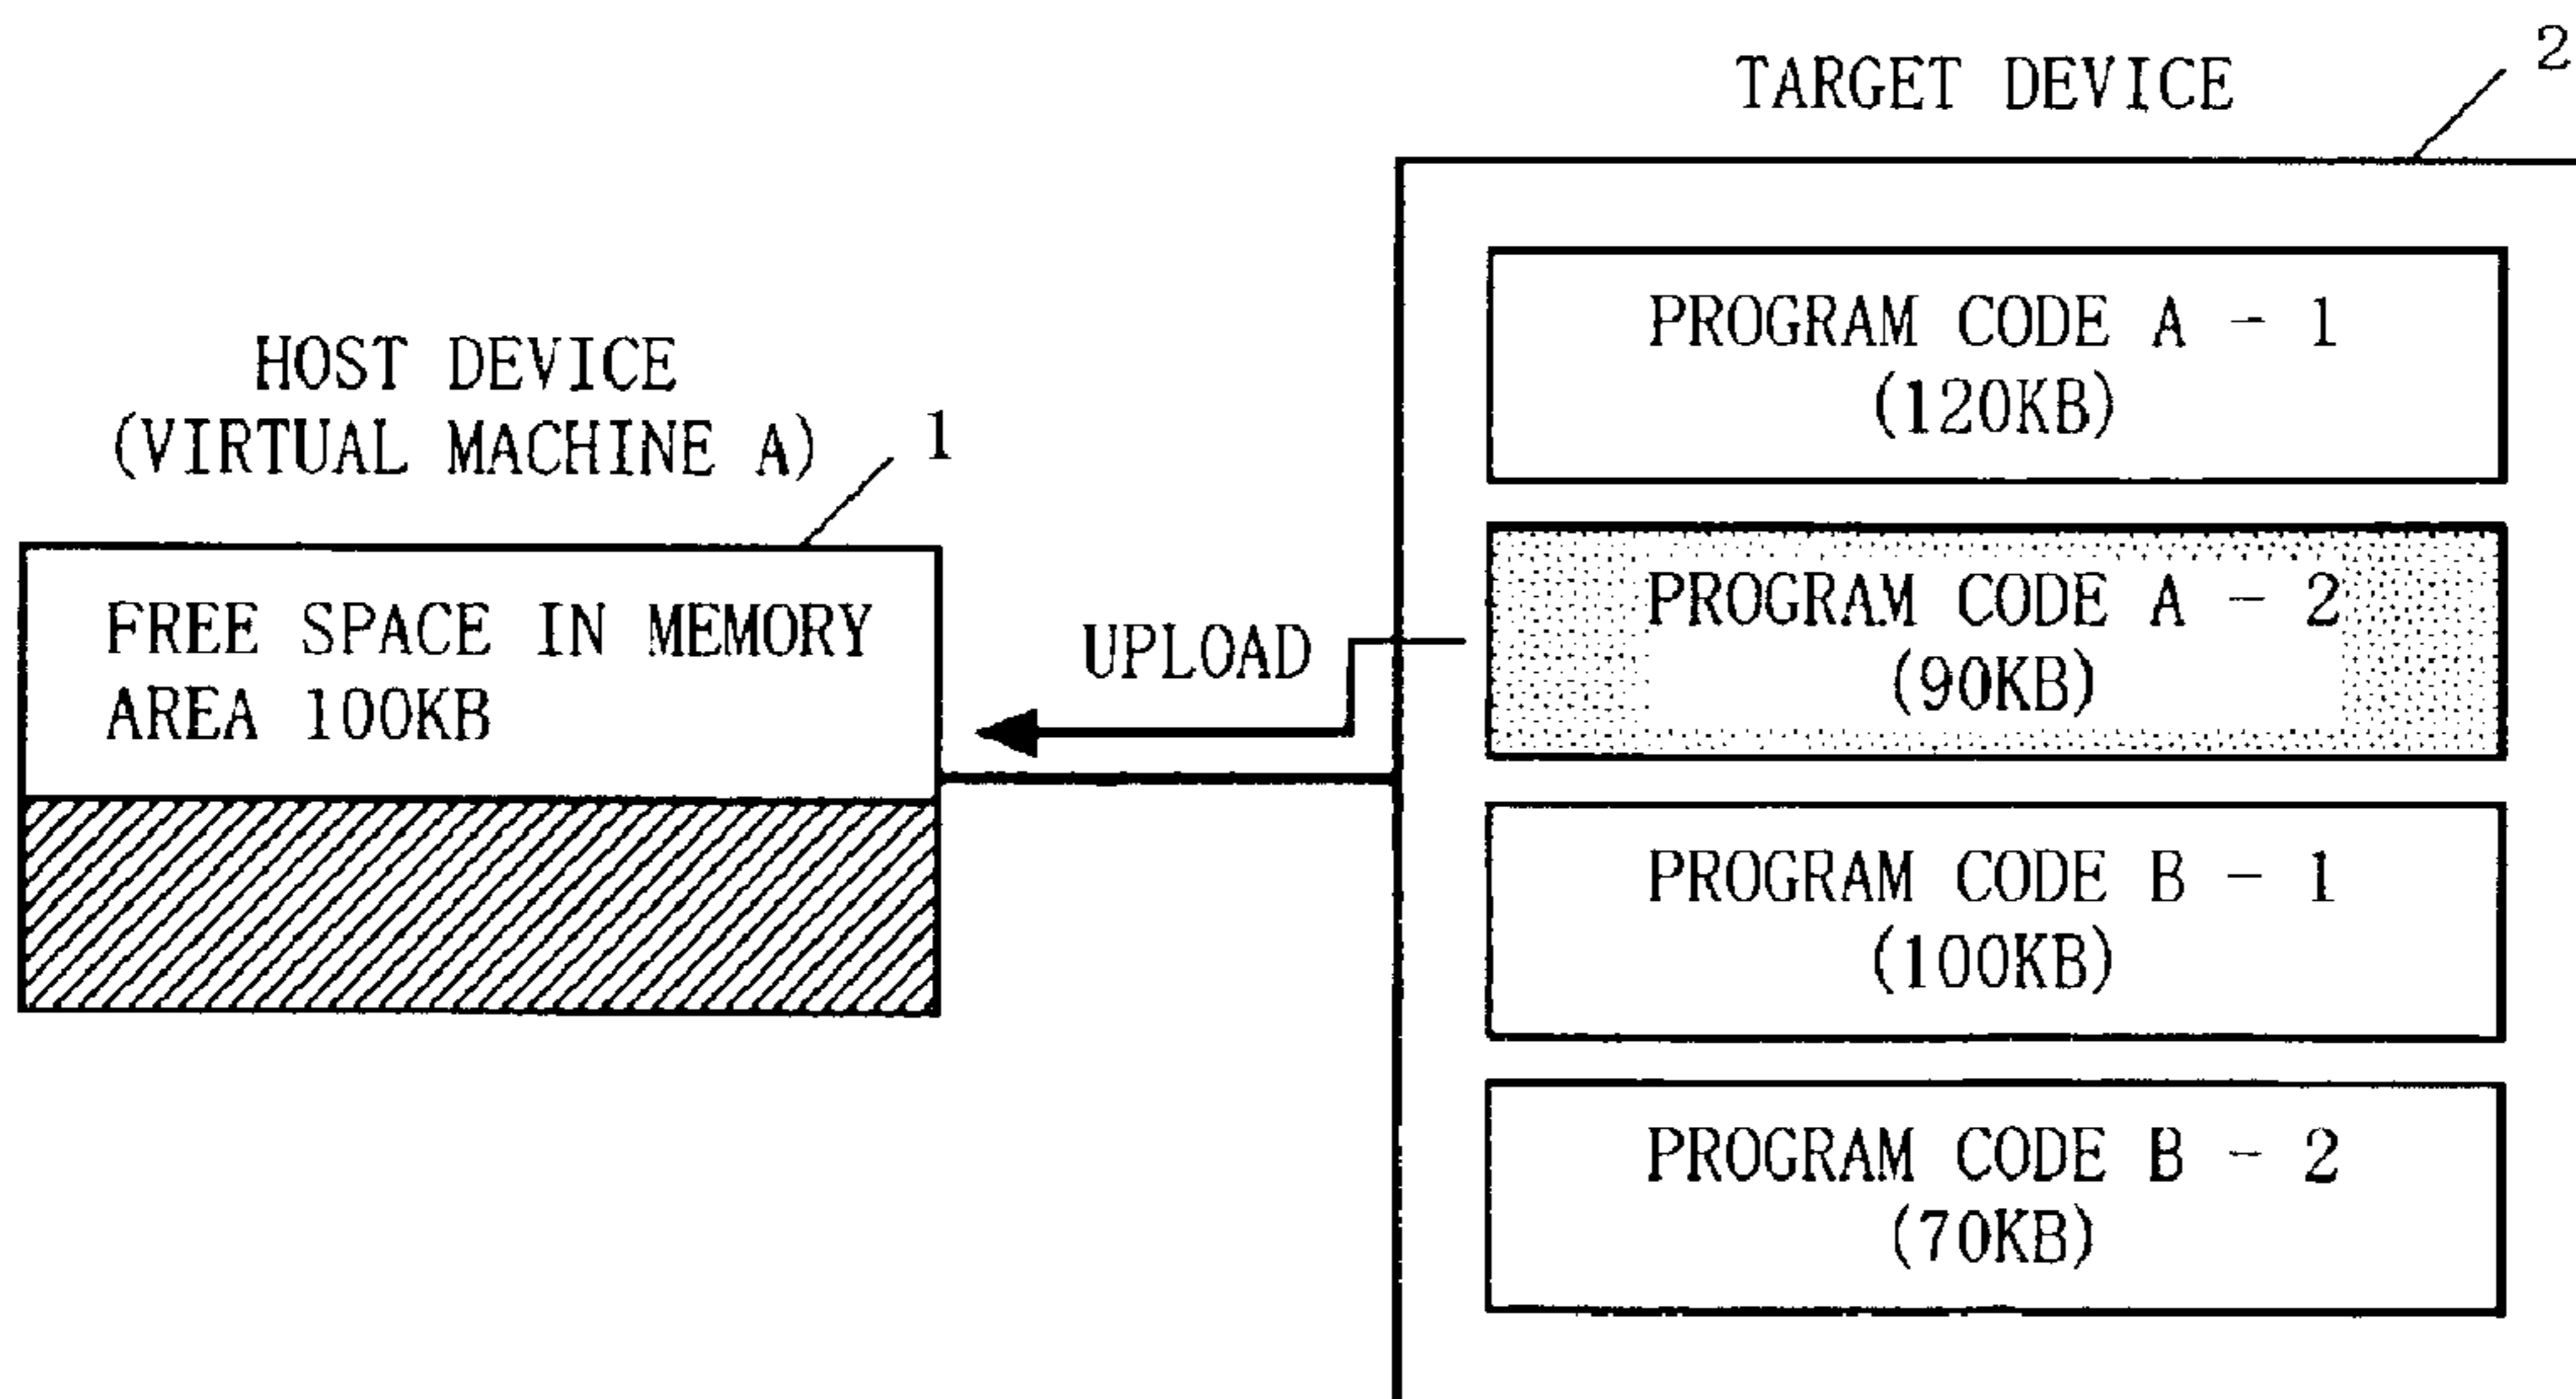 TARGET DEVICE
2
HOST DEVICE
(VIRTUAL MACHINE A)
1
FREE SPACE IN MEMORY
AREA 100KB
UPLOAD
PROGRAM CODE A - 1
(120KB)
PROGRAM CODE A - 2
(90KB)
PROGRAM CODE B - 1
(100KB)
PROGRAM CODE B - 2
(70KB)